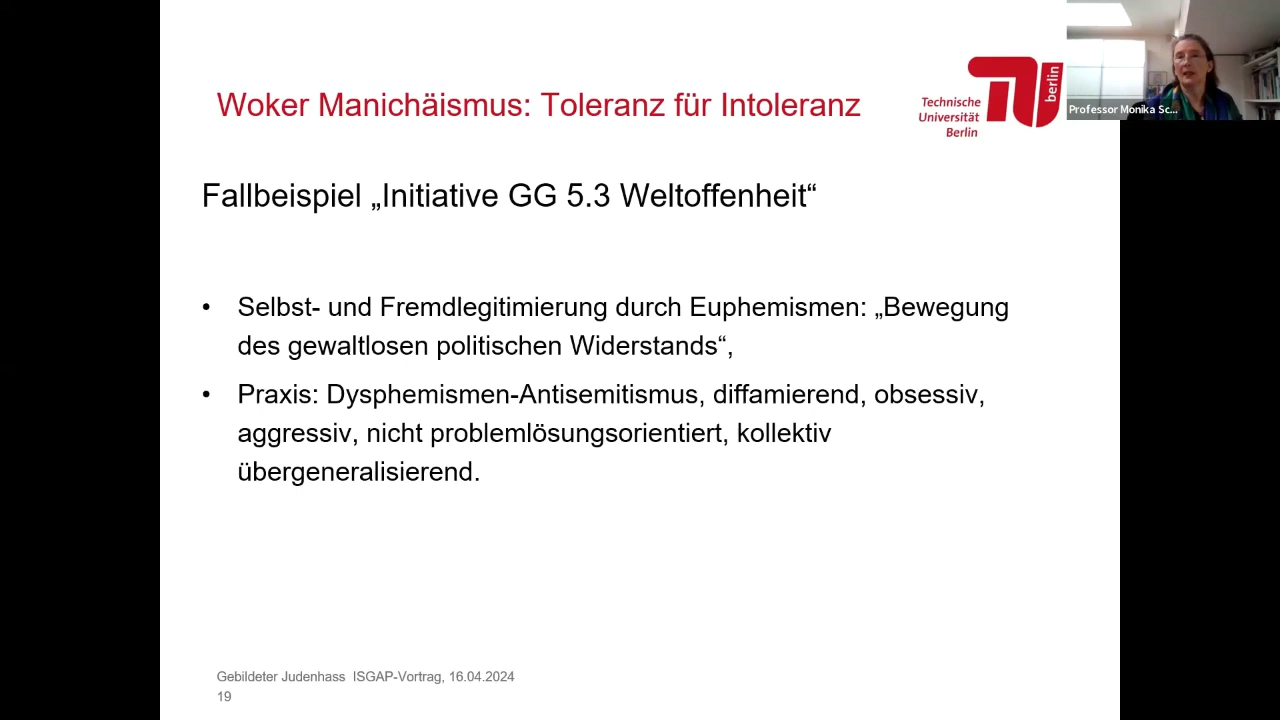 Woker Manichäismus: Toleranz für Intoleranz
Technische
Universität
Berlin
berlin
Professor Monika Sc...
Fallbeispiel „Initiative GG 5.3 Weltoffenheit“
• Selbst- und Fremdlegitimierung durch Euphemismen: „Bewegung
des gewaltlosen politischen Widerstands“,
• Praxis: Dysphemismen-Antisemitismus, diffamierend, obsessiv,
aggressiv, nicht problemlösungsorientiert, kollektiv
übergeneralisierend.
Gebildeter Judenhass ISGAP-Vortrag, 16.04.2024
19